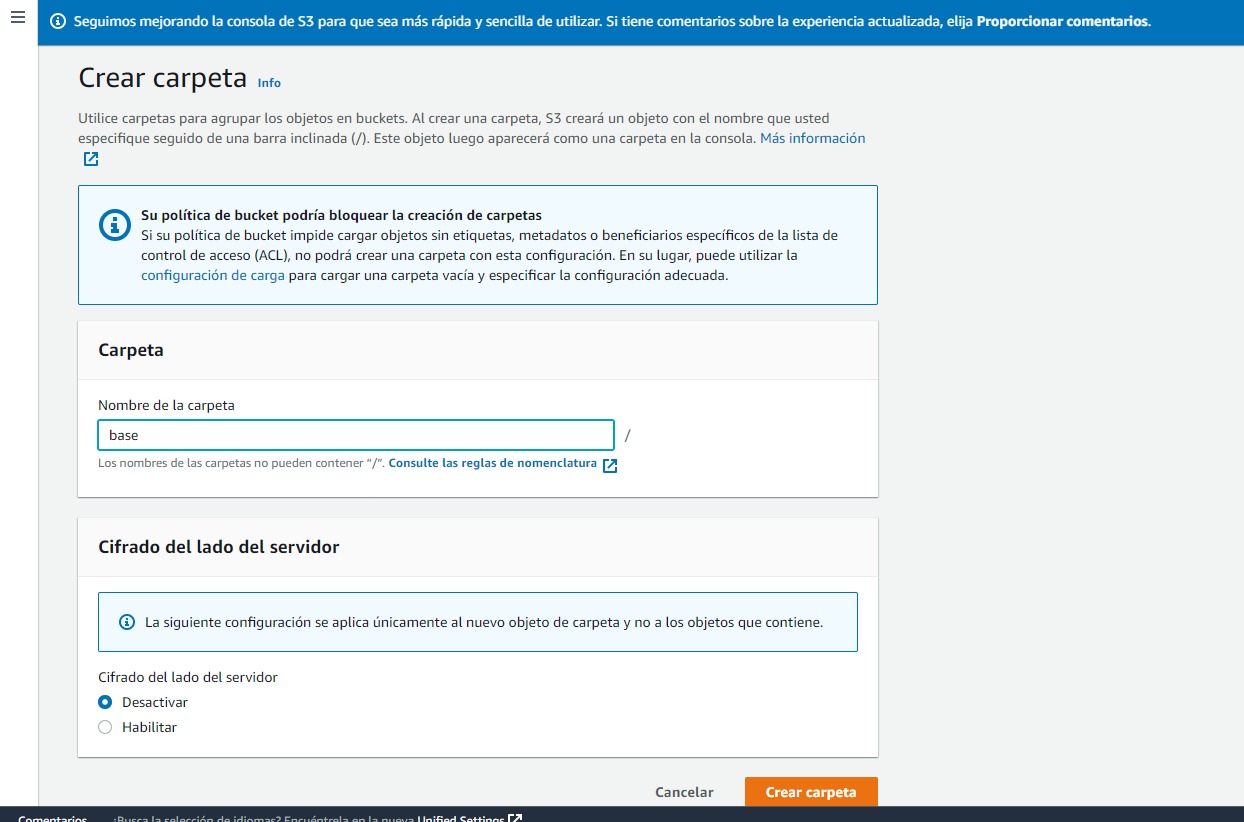 Seguimos mejorando la consola de S3 para que sea más rápida y sencilla de utilizar. Si tiene comentarios sobre la experiencia actualizada, elija Proporcionar comentarios.
Crear carpeta Info
Utilice carpetas para agrupar los objetos en buckets. Al crear una carpeta, S3 creará un objeto con el nombre que usted
especifique seguido de una barra inclinada (/). Este objeto luego aparecerá como una carpeta en la consola. Más información
Su política de bucket podría bloquear la creación de carpetas
Si su política de bucket impide cargar objetos sin etiquetas, metadatos o beneficiarios específicos de la lista de
control de acceso (ACL), no podrá crear una carpeta con esta configuración. En su lugar, puede utilizar la
configuración de carga para cargar una carpeta vacía y especificar la configuración adecuada.
Carpeta
Nombre de la carpeta
base /
Los nombres de las carpetas no pueden contener “/”. Consulte las reglas de nomenclatura
Cifrado del lado del servidor
La siguiente configuración se aplica únicamente al nuevo objeto de carpeta y no a los objetos que contiene.
Cifrado del lado del servidor
Desactivar
Habilitar
Cancelar Crear carpeta
Comentarios ¿Busca la selección de idiomas? Encuéntrela en la nueva Unified Settings